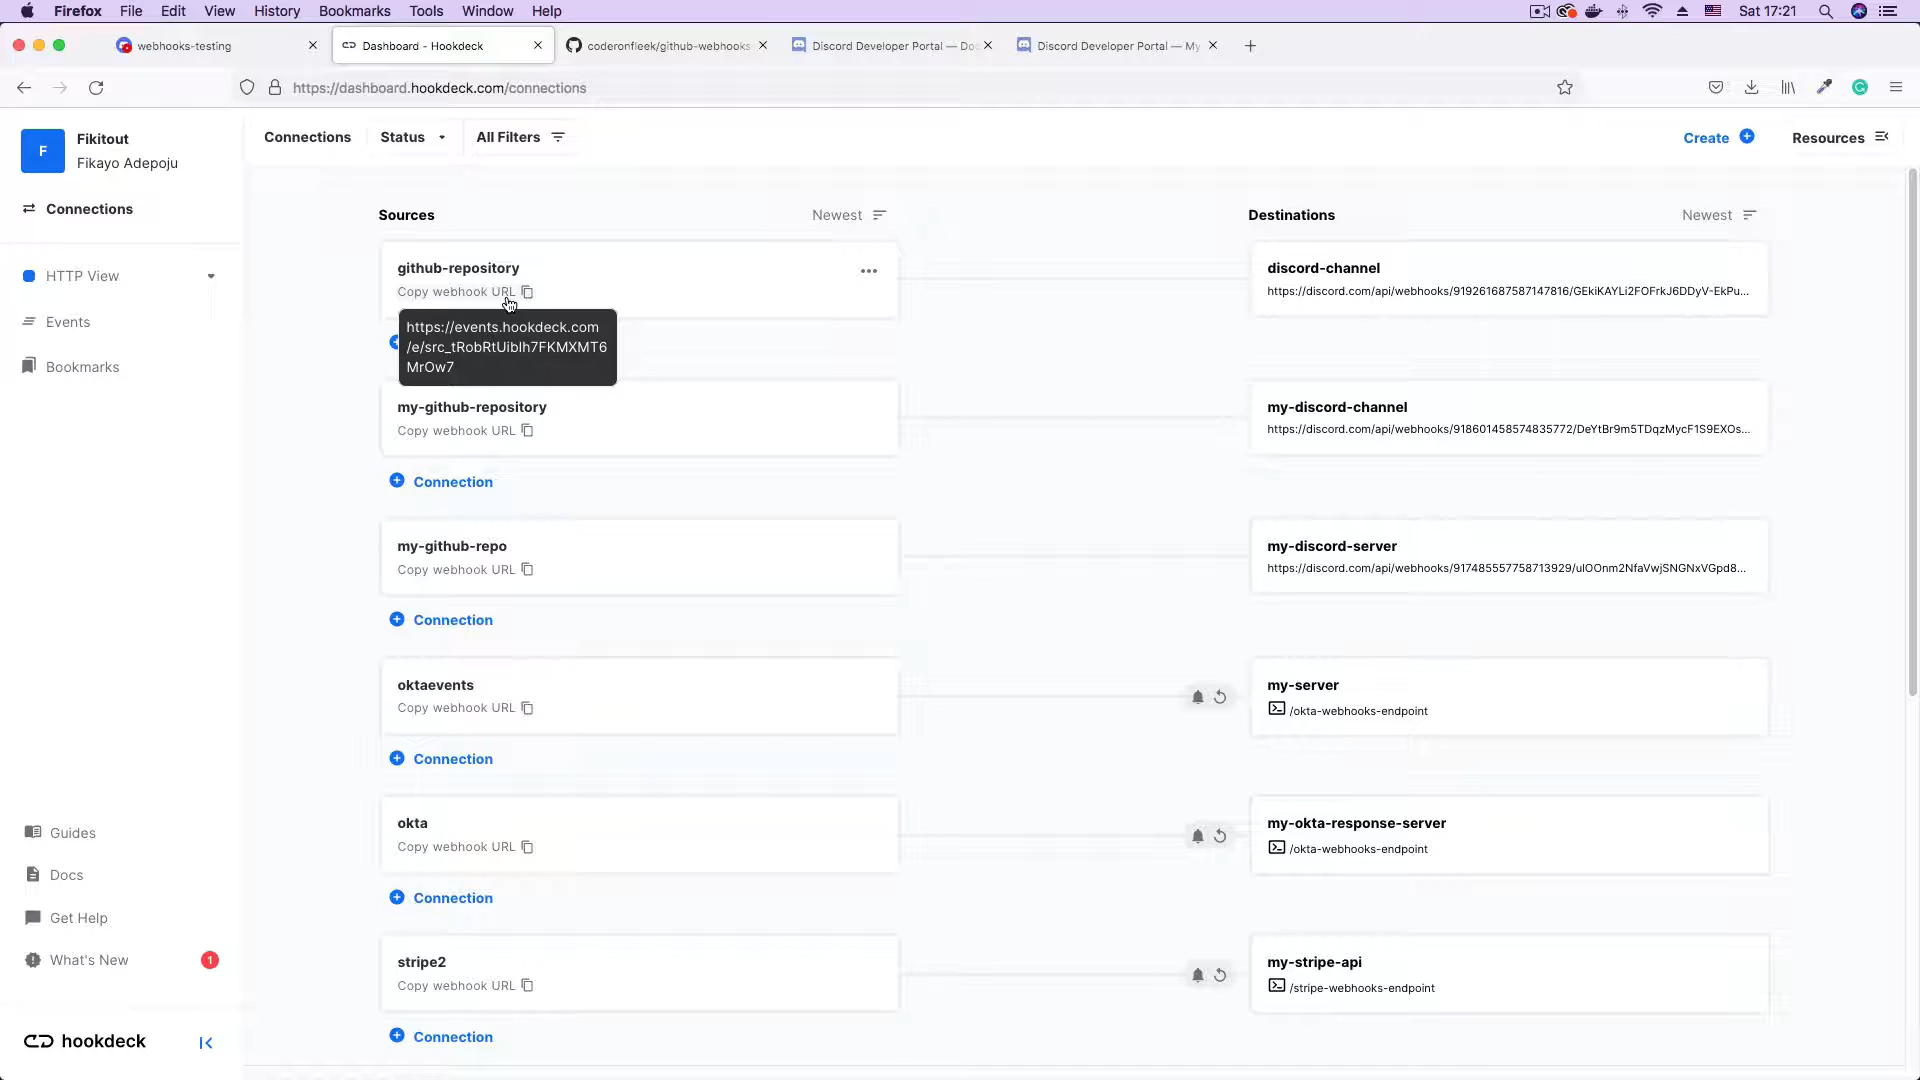 Firefox File Edit View History Bookmarks Tools Window Help Sat 17:21
webhooks-testing Dashboard - Hookdeck coderonfleek/github-webhooks Discord Developer Portal — Do Discord Developer Portal — My
https://dashboard.hookdeck.com/connections
F
Fikitout
Fikayo Adepoju
Connections
HTTP View
Events
Bookmarks
Guides
Docs
Get Help
What's New 1
hookdeck
Connections Status All Filters Create Resources
Sources Newest
github-repository
Copy webhook URL
https://events.hookdeck.com
/e/src_tRobRtUiblh7FKMXMT6
MrOw7
my-github-repository
Copy webhook URL
Connection
my-github-repo
Copy webhook URL
Connection
oktaevents
Copy webhook URL
Connection
okta
Copy webhook URL
Connection
stripe2
Copy webhook URL
Connection
Destinations Newest
discord-channel
https://discord.com/api/webhooks/919261687587147816/GEkiKAYLi2FOFrkJ6DDyV-EkPu...
my-discord-channel
https://discord.com/api/webhooks/918601458574835772/DeYtBr9m5TDqzMycF1S9EXOs...
my-discord-server
https://discord.com/api/webhooks/917485557758713929/ulOOnm2NfaVwjSNGNxVGpd8...
my-server
/okta-webhooks-endpoint
my-okta-response-server
/okta-webhooks-endpoint
my-stripe-api
/stripe-webhooks-endpoint